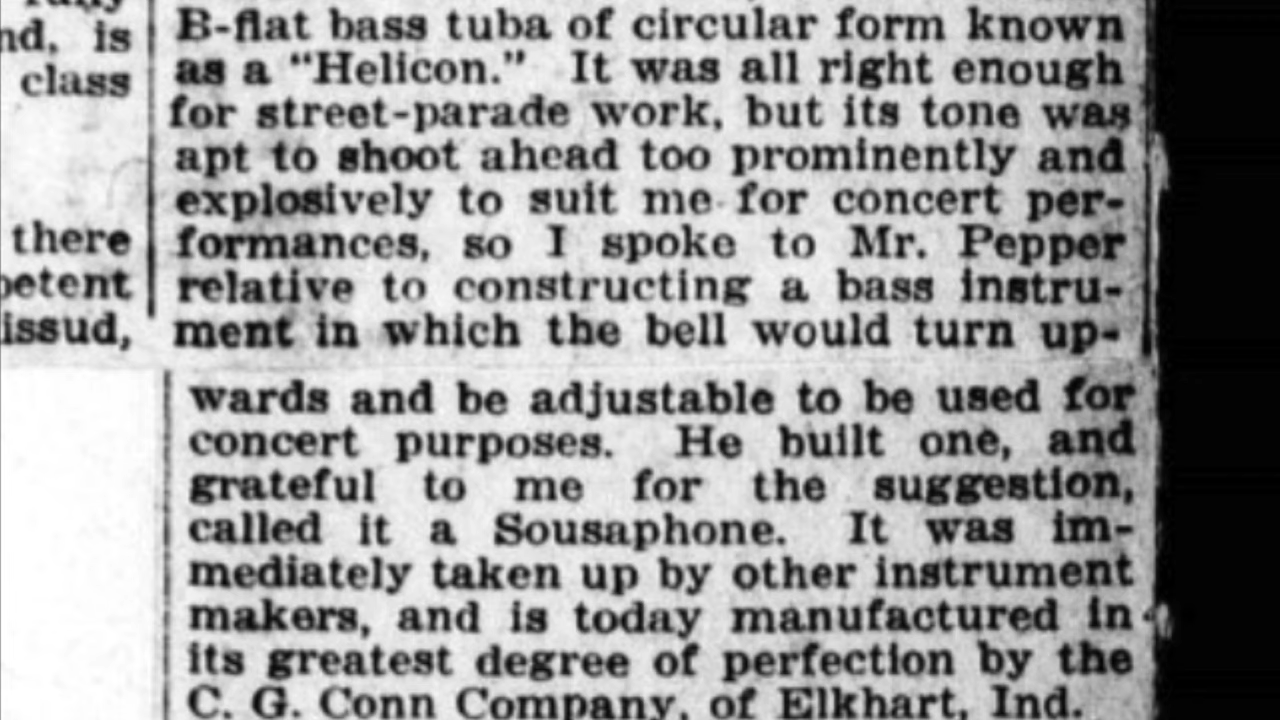 nd, is
class
there
petent
issud,
B-flat bass tuba of circular form known
as a “Helicon.” It was all right enough
for street-parade work, but its tone was
apt to shoot ahead too prominently and
explosively to suit me for concert per-
formances, so I spoke to Mr. Pepper
relative to constructing a bass instru-
ment in which the bell would turn up-
wards and be adjustable to be used for
concert purposes. He built one, and
grateful to me for the suggestion,
called it a Sousaphone. It was im-
mediately taken up by other instrument
makers, and is today manufactured in
its greatest degree of perfection by the
C. G. Conn Company, of Elkhart, Ind.